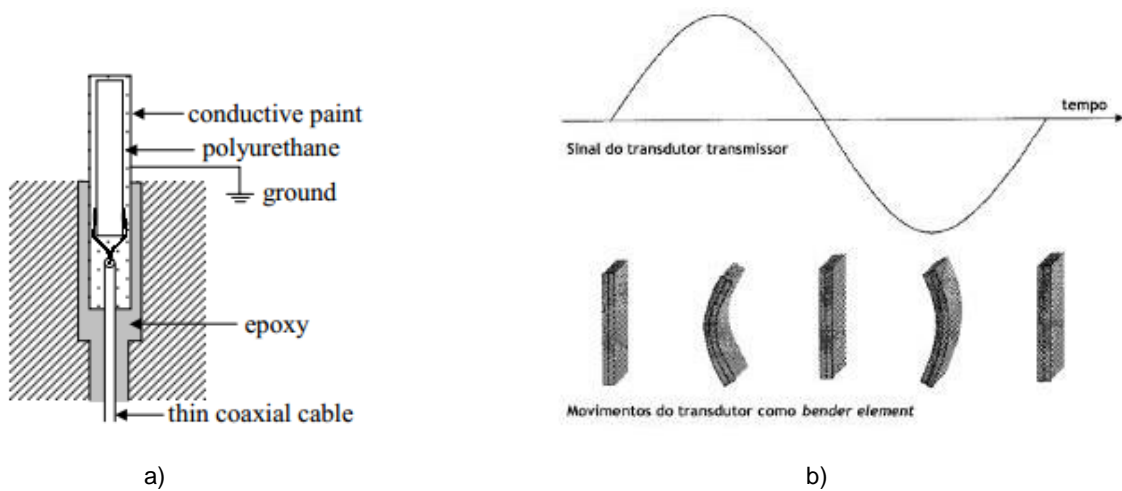 conductive paint
polyurethane
ground
epoxy
thin coaxial cable
a)
tempo
Sinal do transdutor transmissor
Movimentos do transdutor como bender element
b)